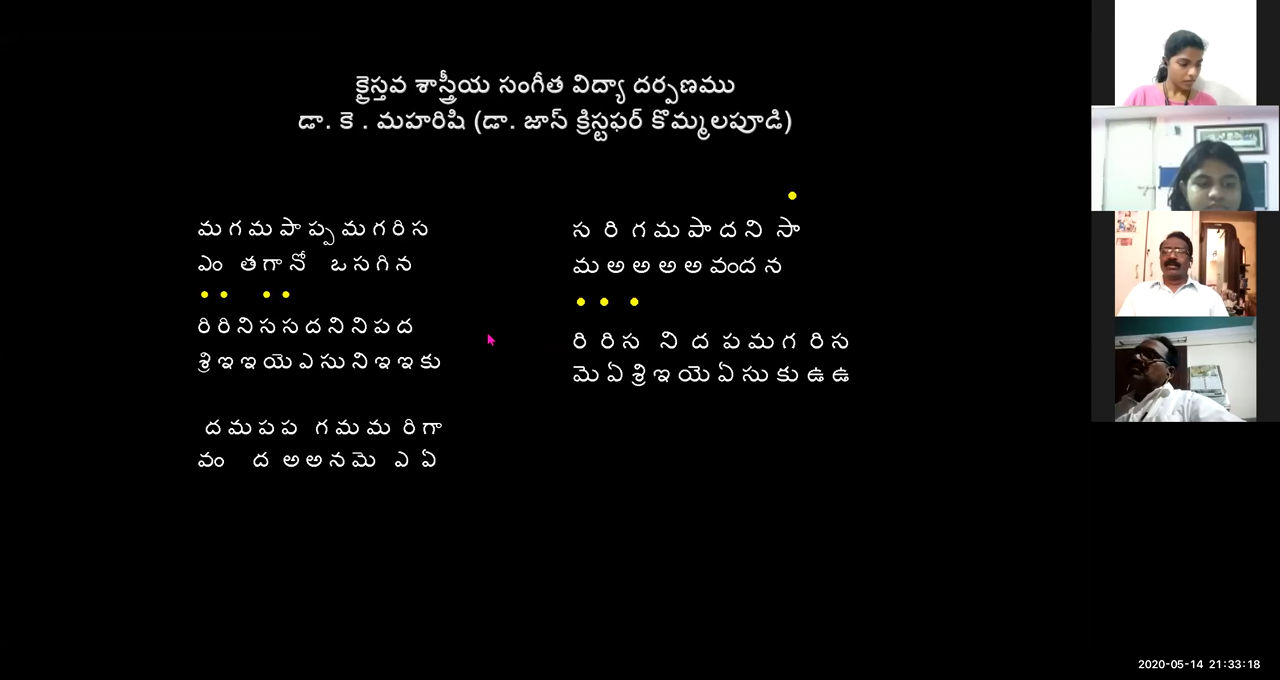 క్రైస్తవ శాస్త్రీయ సంగీత విద్యా దర్పణము
డా. కె . మహరిషి (డా. జాస్ క్రిస్టఫర్ కొమ్మలపూడి)
మ గ మ పా ప్ప మ గ రి స
ఎం త గా నో ఒ స గి న
రి రి ని స స ద ని ని ప ద
శ్రి ఇ ఇ యె ఎ సు ని ఇ ఇ కు
ద మ ప ప గ మ మ రి గా
వం ద అ అ న మె ఎ ఏ
స రి గ మ పా ద ని సా
మ అ అ అ అ వంద న
రి రి స ని ద ప మ గ రి స
మె ఏ శ్రి ఇ యె ఏ సు కు ఉ ఉ
2020-05-14 21:33:18